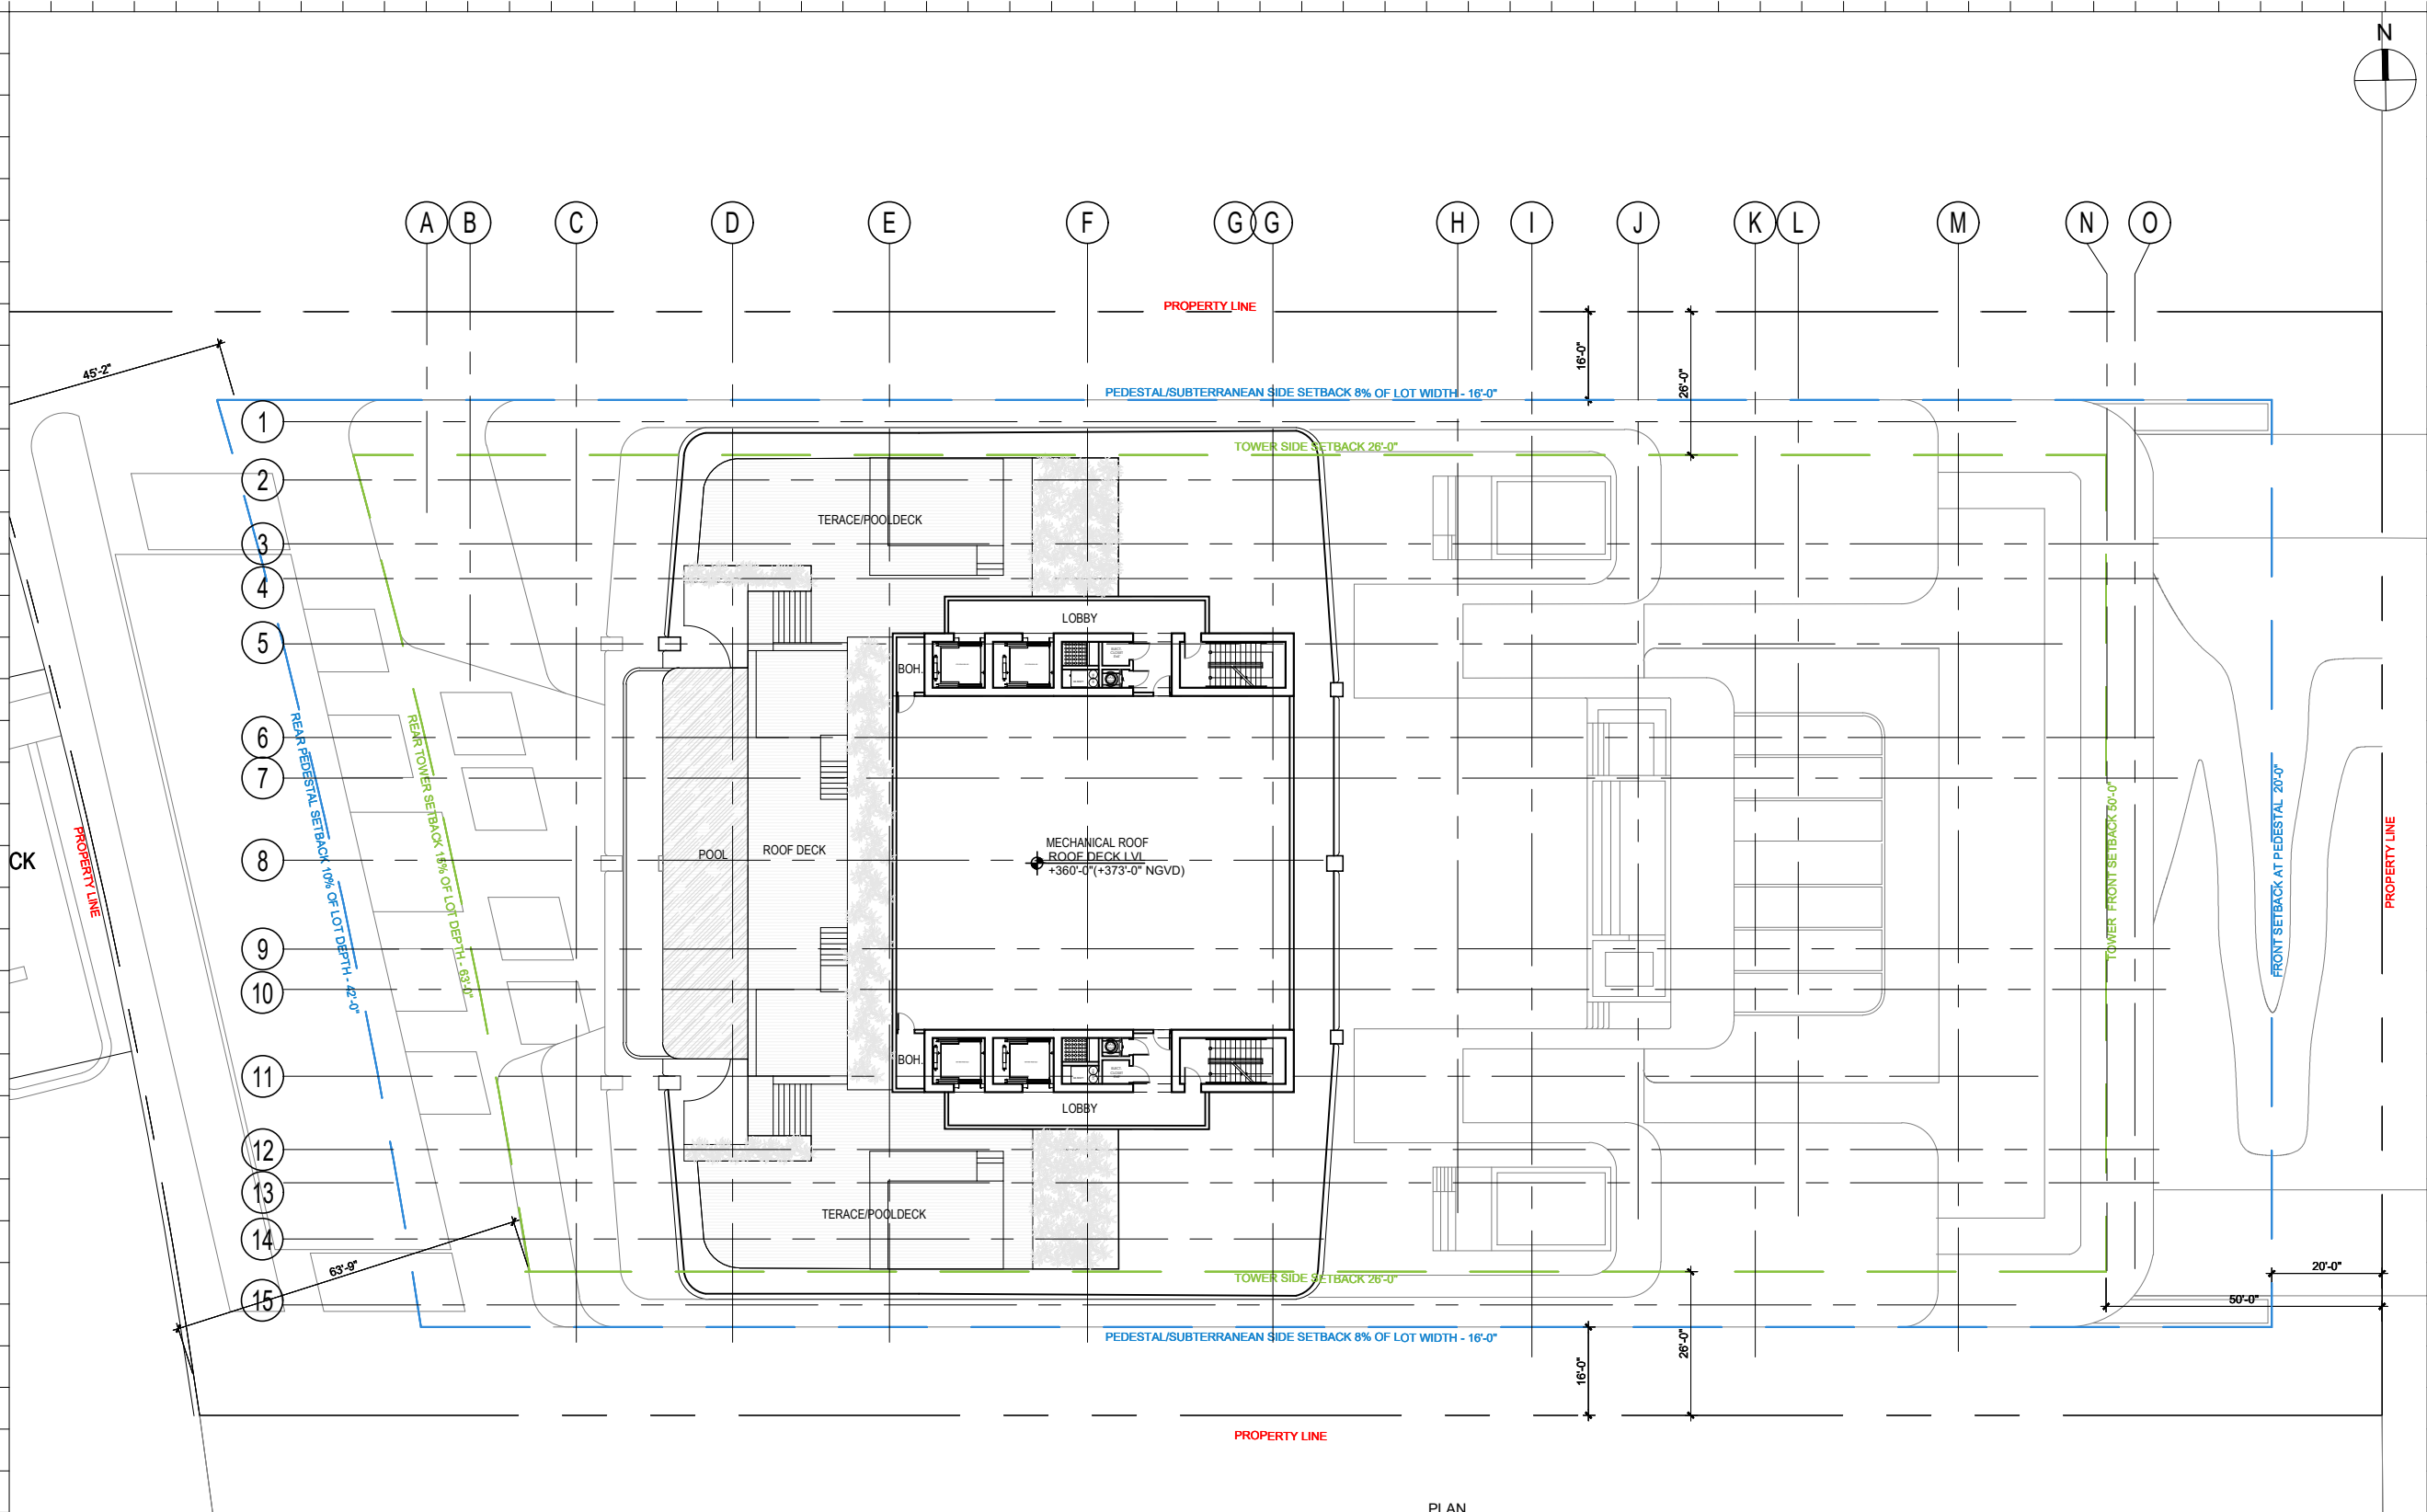 N
A B C D E F G G H I J K L M N O
PROPERTY LINE
45'-2"
16'-0"
26'-0"
PEDESTAL/SUBTERRANEAN SIDE SETBACK 8% OF LOT WIDTH - 16'-0"
1
TOWER SIDE SETBACK 26'-0"
2
TERACE/POOLDECK
3
4
LOBBY
5
BOH.
6
7
REAR PEDESTAL SETBACK 10% OF LOT DEPTH - 42'-0"
REAR TOWER SETBACK 15% OF LOT DEPTH - 63'-0"
PROPERTY LINE
CK
8
POOL
ROOF DECK
MECHANICAL ROOF
ROOF DECK LVL
+360'-0"(+373'-0" NGVD)
TOWER FRONT SETBACK 50'-0"
FRONT SETBACK AT PEDESTAL 20'-0"
PROPERTY LINE
9
10
BOH.
11
LOBBY
12
13
TERACE/POOLDECK
14
63'-9"
TOWER SIDE SETBACK 26'-0"
20'-0"
50'-0"
15
PEDESTAL/SUBTERRANEAN SIDE SETBACK 8% OF LOT WIDTH - 16'-0"
16'-0"
26'-0"
PROPERTY LINE
PLAN